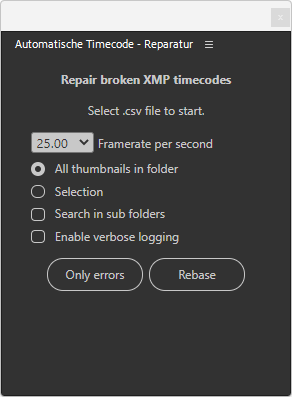 Automatische Timecode - Reparatur
Repair broken XMP timecodes
Select .csv file to start.
25.00 Framerate per second
All thumbnails in folder
Selection
Search in sub folders
Enable verbose logging
Only errors Rebase